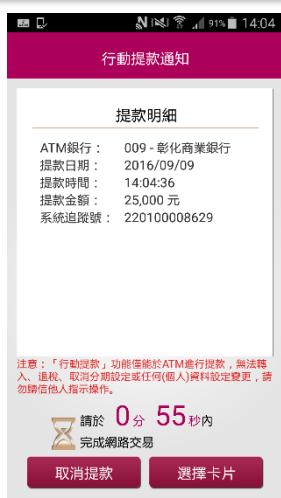 91% 14:04
行動提款通知
提款明細
ATM銀行： 009 - 彰化商業銀行
提款日期： 2016/09/09
提款時間： 14:04:36
提款金額： 25,000 元
系統追蹤號： 220100008629
注意：「行動提款」功能僅能於ATM進行提款，無法轉
入、退稅、取消分期設定或任何(個人)資料設定變更，請
勿聽信他人指示操作。
請於 0分 55秒內
完成網路交易
取消提款 選擇卡片